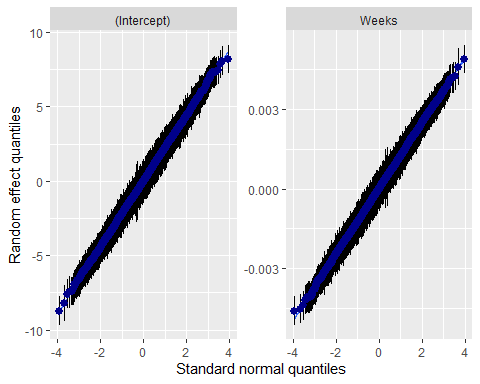 (Intercept) Weeks
Random effect quantiles
10
5
0
-5
-10
0.003
0.000
-0.003
-4 -2 0 2 4 -4 -2 0 2 4
Standard normal quantiles